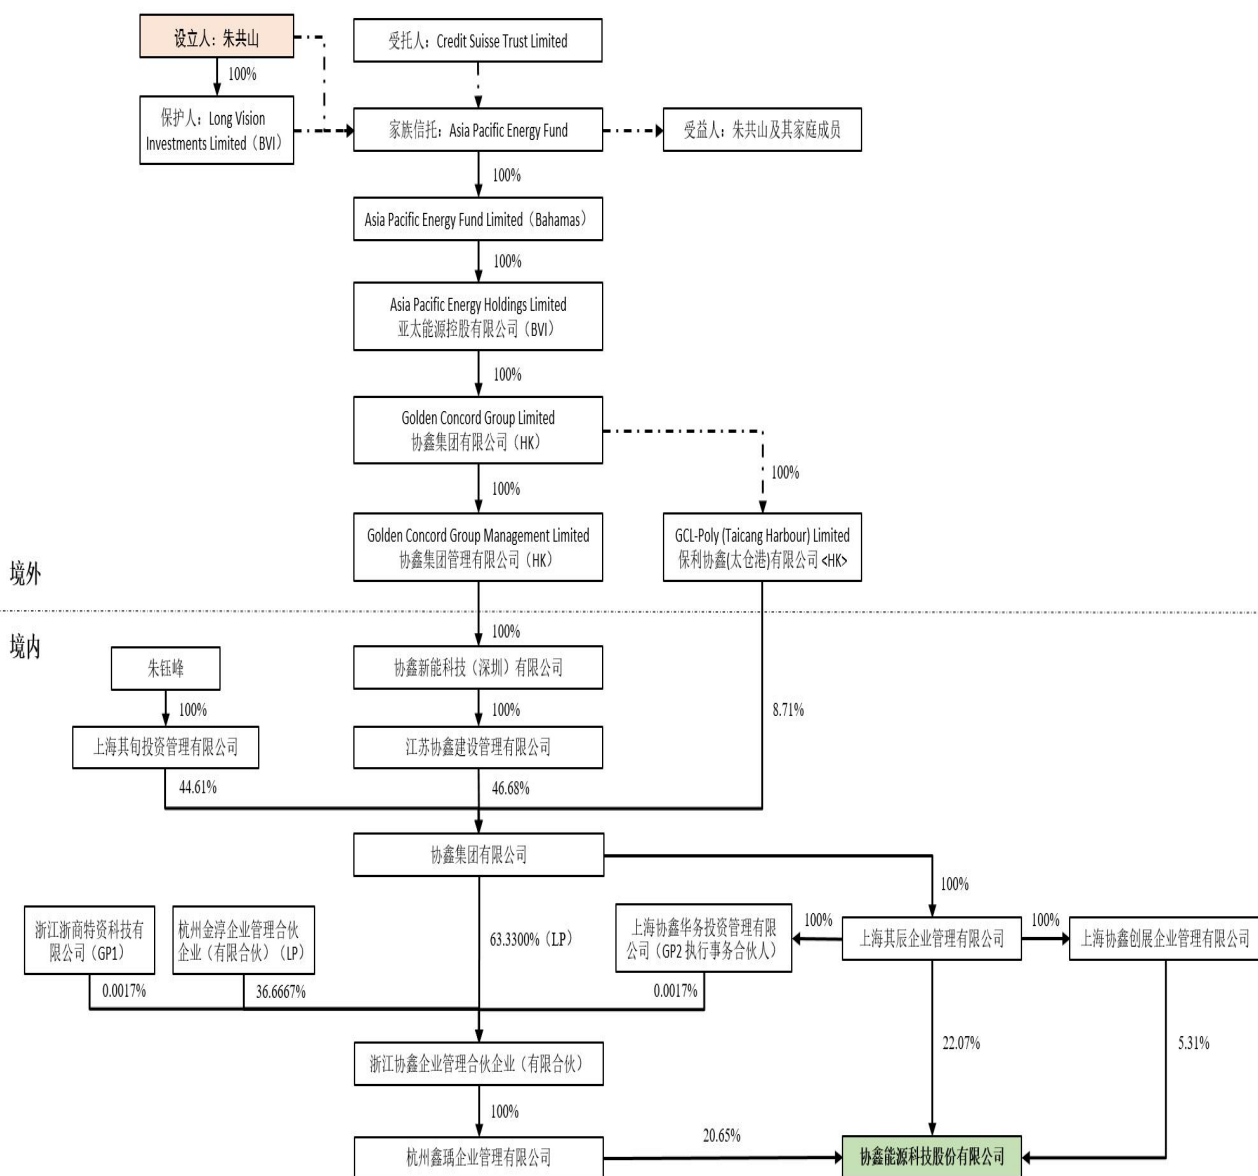 设立人：朱共山
受托人：Credit Suisse Trust Limited
100%
保护人：Long Vision
Investments Limited（BVI）
家族信托：Asia Pacific Energy Fund
受益人：朱共山及其家庭成员
100%
Asia Pacific Energy Fund Limited（Bahamas）
100%
Asia Pacific Energy Holdings Limited
亚太能源控股有限公司（BVI）
100%
Golden Concord Group Limited
协鑫集团有限公司（HK）
100%
100%
Golden Concord Group Management Limited
协鑫集团管理有限公司（HK）
GCL-Poly (Taicang Harbour) Limited
保利协鑫(太仓港)有限公司<HK>
境外
境内
100%
朱钰峰
协鑫新能科技（深圳）有限公司
100%
100%
8.71%
上海其旬投资管理有限公司
江苏协鑫建设管理有限公司
44.61%
46.68%
协鑫集团有限公司
100%
浙江浙商特资科技有
限公司（GP1）
杭州金淳企业管理合伙
企业（有限合伙）（LP）
63.3300%（LP）
上海协鑫华务投资管理有限
公司（GP2 执行事务合伙人）
100%
上海其辰企业管理有限公司
100%
上海协鑫创展企业管理有限公司
0.0017%
36.6667%
0.0017%
浙江协鑫企业管理合伙企业（有限合伙）
22.07%
5.31%
100%
杭州鑫瑀企业管理有限公司
20.65%
协鑫能源科技股份有限公司